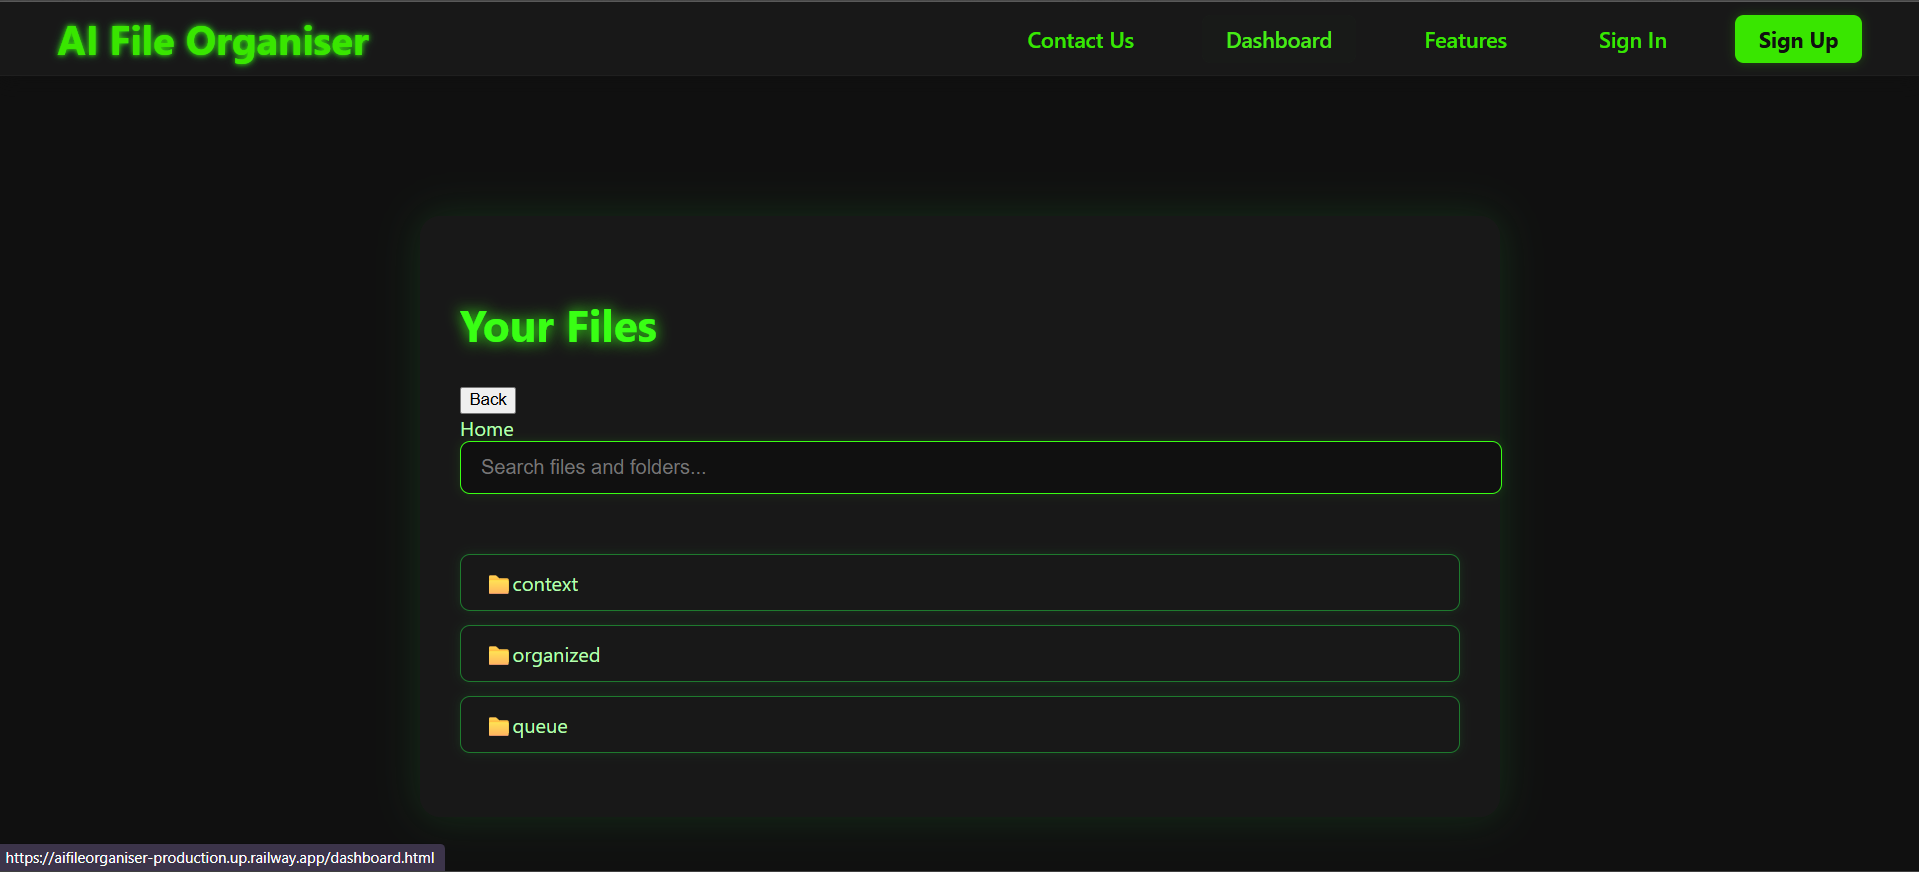 AI File Organiser
Contact Us
Dashboard
Features
Sign In
Sign Up
Your Files
Back
Home
Search files and folders...
context
organized
queue
https://aifileorganiser-production.up.railway.app/dashboard.html